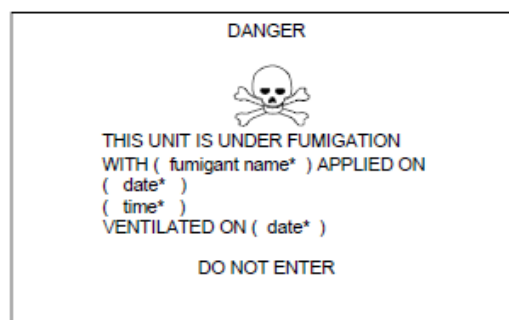 DANGER
THIS UNIT IS UNDER FUMIGATION
WITH ( fumigant name* ) APPLIED ON
( date* )
( time* )
VENTILATED ON ( date* )
DO NOT ENTER